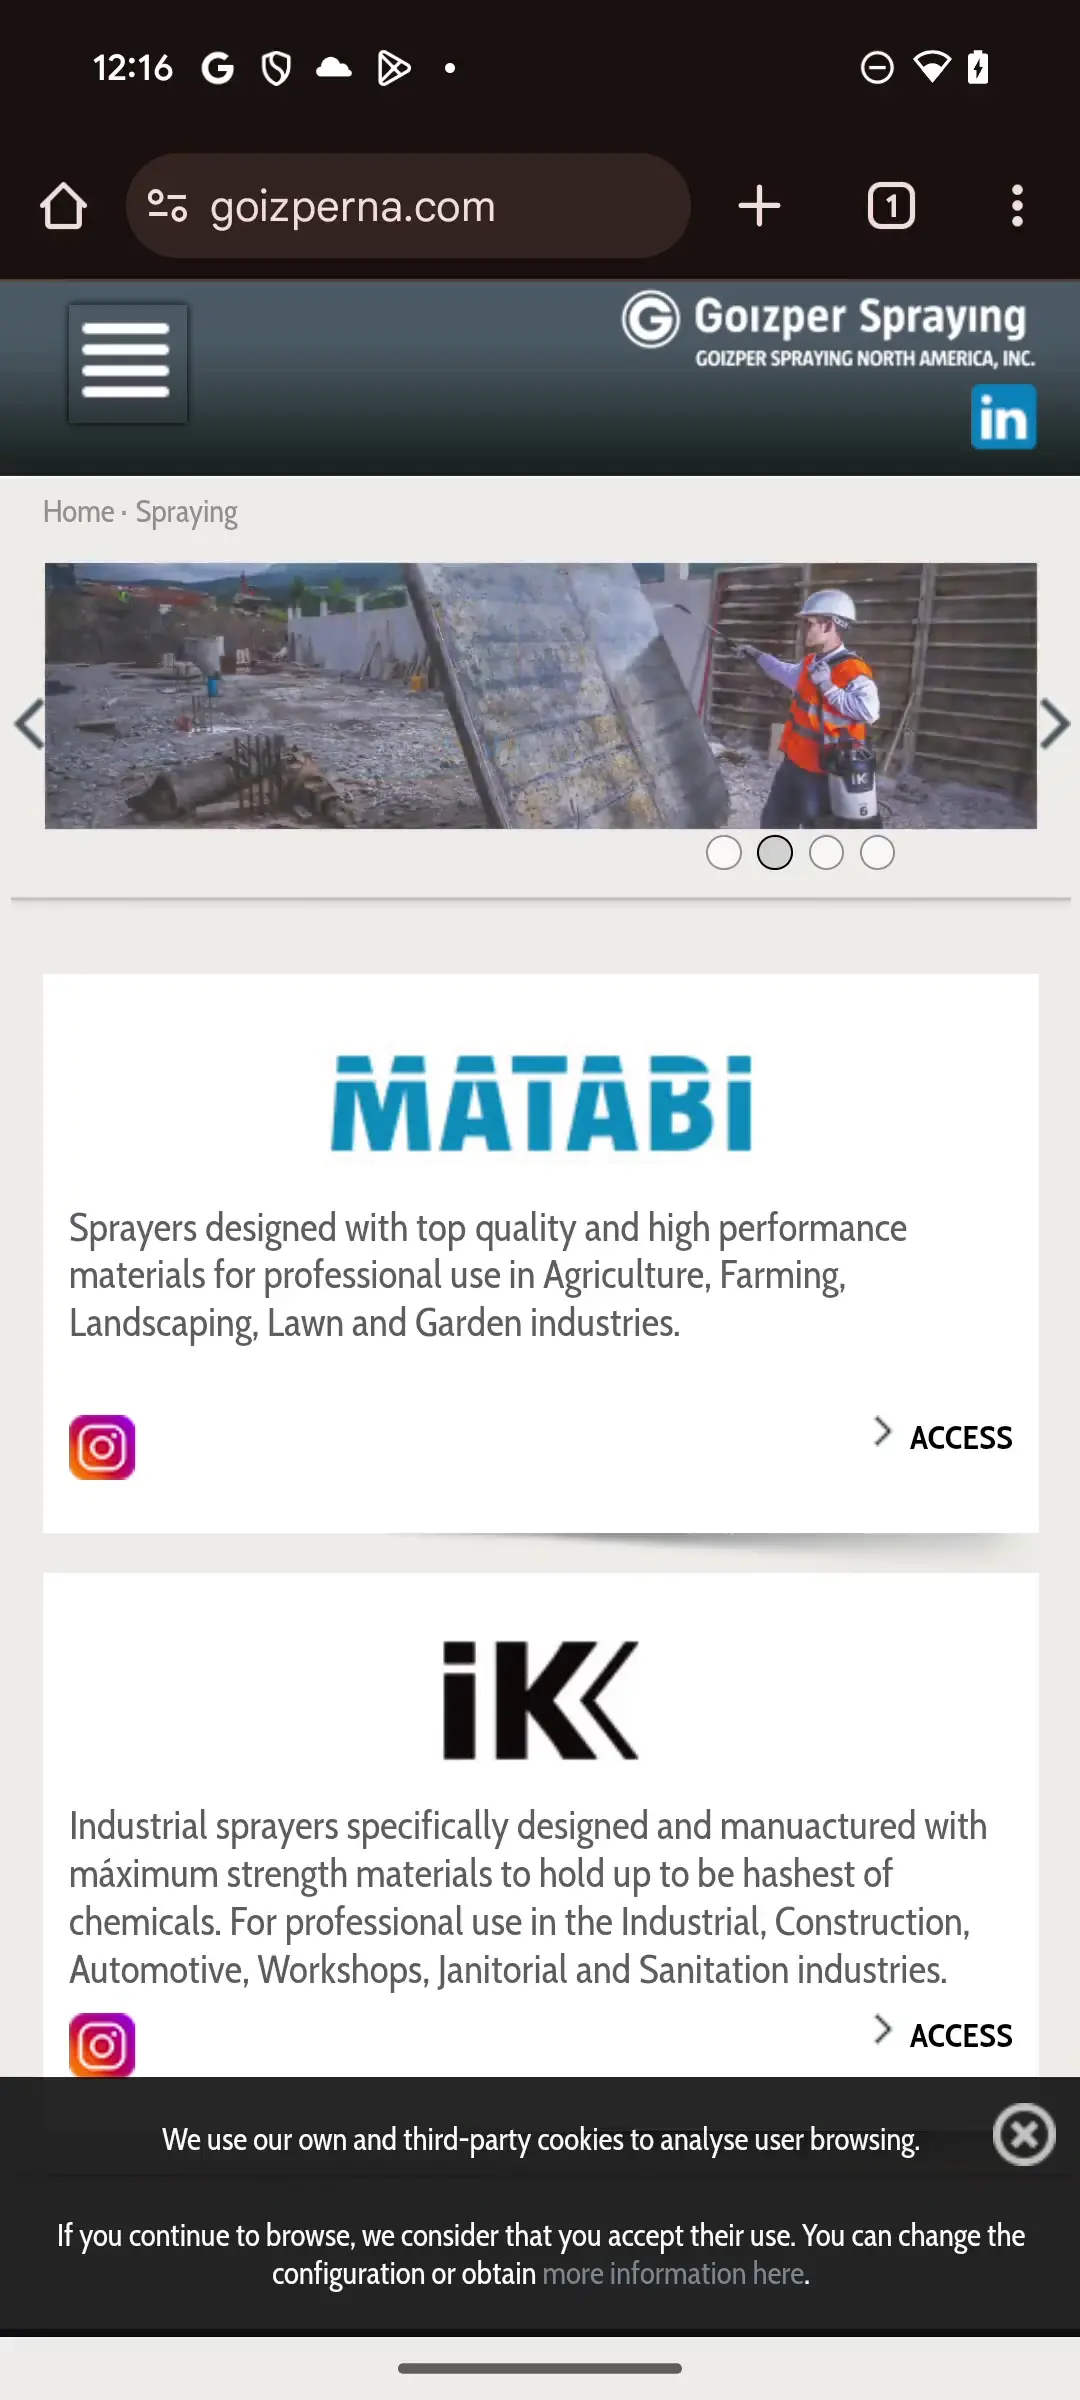 12:16
goizperna.com
1
Goizper Spraying
GOIZPER SPRAYING NORTH AMERICA, INC.
in
Home · Spraying
iK
6
MATABi
Sprayers designed with top quality and high performance
materials for professional use in Agriculture, Farming,
Landscaping, Lawn and Garden industries.
ACCESS
iK
Industrial sprayers specifically designed and manuactured with
máximum strength materials to hold up to be hashest of
chemicals. For professional use in the Industrial, Construction,
Automotive, Workshops, Janitorial and Sanitation industries.
ACCESS
We use our own and third-party cookies to analyse user browsing.
If you continue to browse, we consider that you accept their use. You can change the
configuration or obtain more information here.